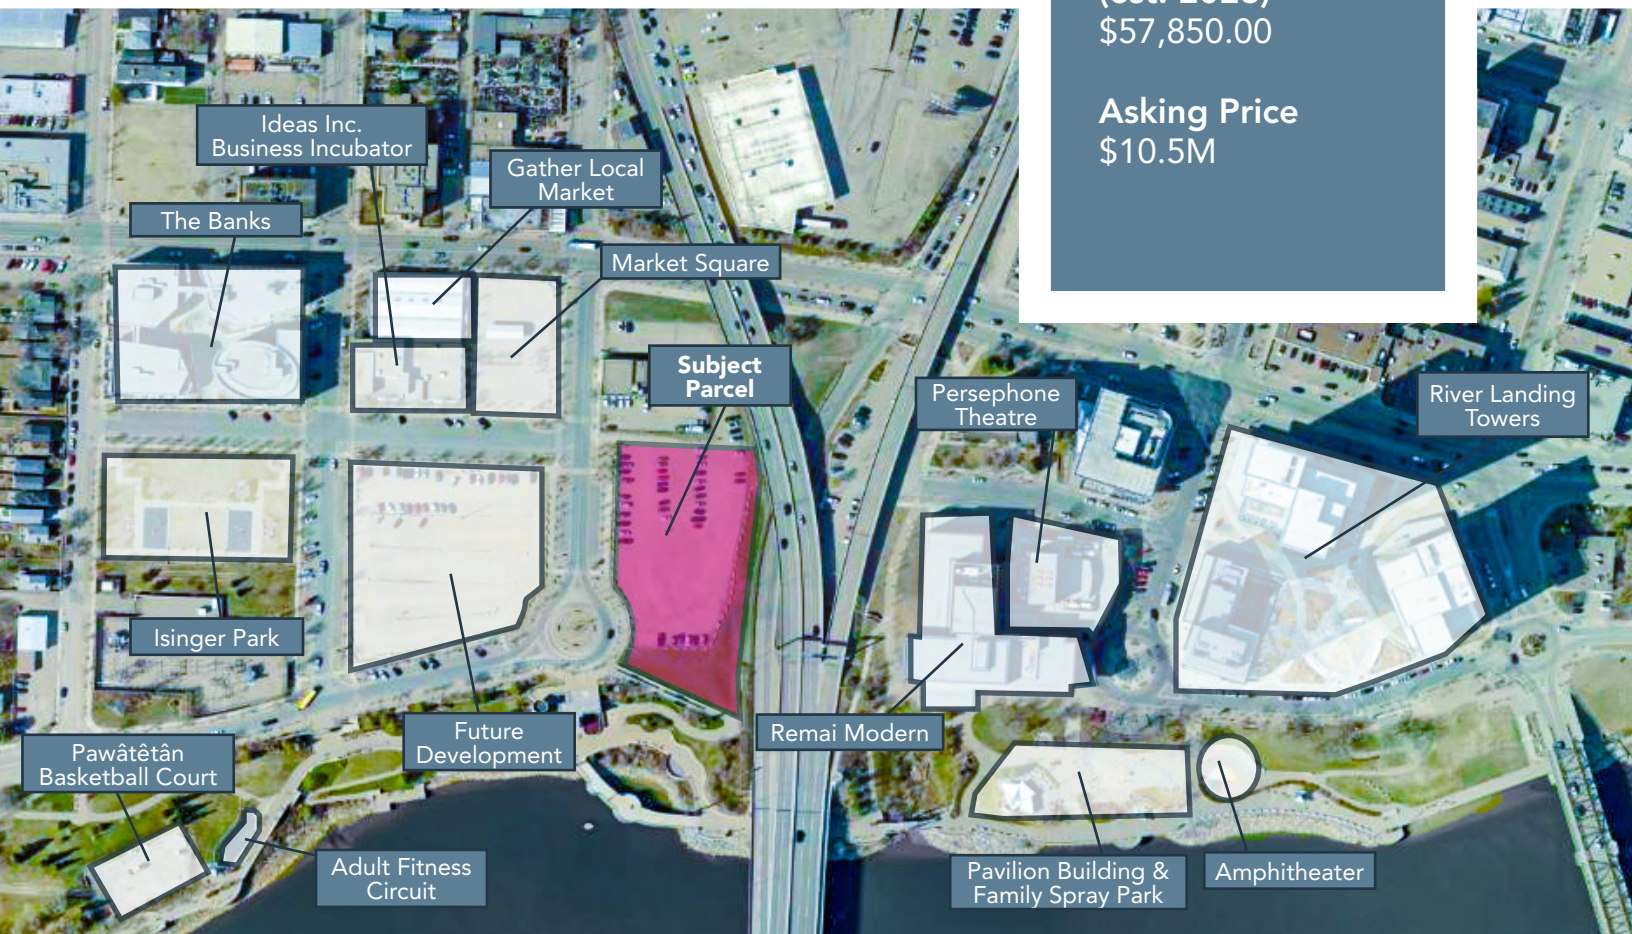 $57,850.00
Asking Price
$10.5M
Ideas Inc.
Business Incubator
Gather Local
Market
The Banks
Market Square
Subject
Parcel
Persephone
Theatre
River Landing
Towers
Isinger Park
Future
Development
Remai Modern
Pawâtêtân
Basketball Court
Adult Fitness
Circuit
Pavilion Building &
Family Spray Park
Amphitheater